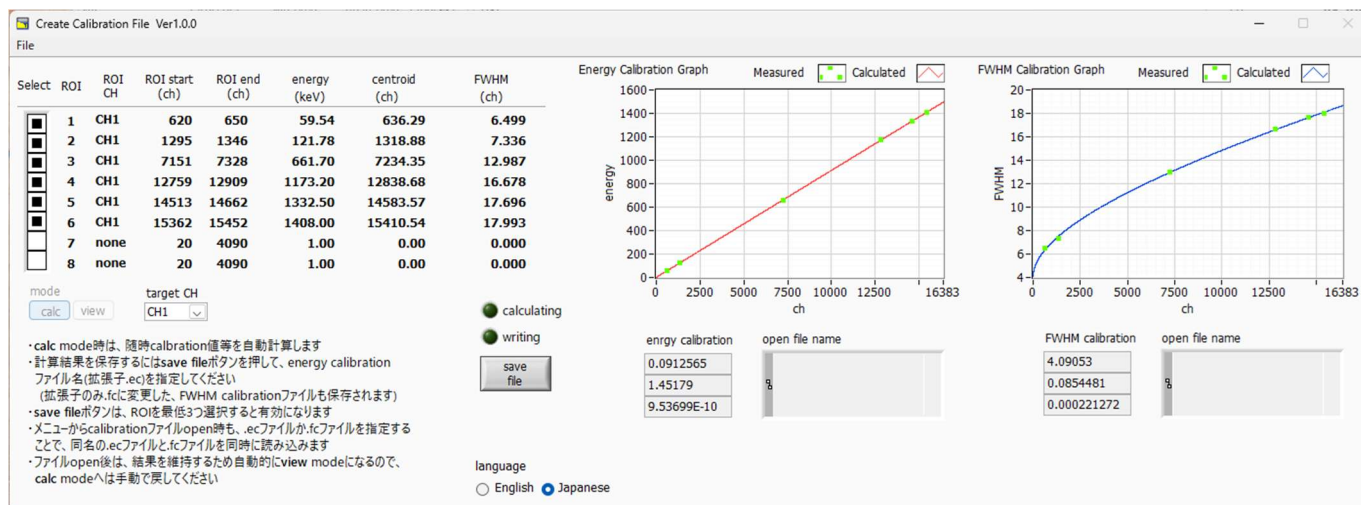 Create Calibration File Ver1.0.0
File
Select ROI ROI CH ROI start (ch) ROI end (ch) energy (keV) centroid (ch) FWHM (ch)
1 CH1 620 650 59.54 636.29 6.499
2 CH1 1295 1346 121.78 1318.88 7.336
3 CH1 7151 7328 661.70 7234.35 12.987
4 CH1 12759 12909 1173.20 12838.68 16.678
5 CH1 14513 14662 1332.50 14583.57 17.696
6 CH1 15362 15452 1408.00 15410.54 17.993
7 none 20 4090 1.00 0.00 0.000
8 none 20 4090 1.00 0.00 0.000
mode
calc view
target CH
CH1
calculating
writing
save file
・calc mode時は、随時calbration値等を自動計算します
・計算結果を保存するにはsave fileボタンを押して、energy calibration
ファイル名(拡張子.ec)を指定してください
(拡張子のみ.fcに変更した、FWHM calibrationファイルも保存されます)
・save fileボタンは、ROIを最低3つ選択すると有効になります
・メニューからcalibrationファイルopen時も、.ecファイルか.fcファイルを指定する
ことで、同名の.ecファイルと.fcファイルを同時に読み込みます
・ファイルopen後は、結果を維持するため自動的にview modeになるので、
calc modeへは手動で戻してください
language
English Japanese
Energy Calibration Graph Measured Calculated
energy
1600
1400
1200
1000
800
600
400
200
0
0 2500 5000 7500 10000 12500 16383
ch
enrgy calibration
0.0912565
1.45179
9.53699E-10
open file name
FWHM Calibration Graph Measured Calculated
FWHM
20
18
16
14
12
10
8
6
4
0 2500 5000 7500 10000 12500 16383
ch
FWHM calibration
4.09053
0.0854481
0.000221272
open file name